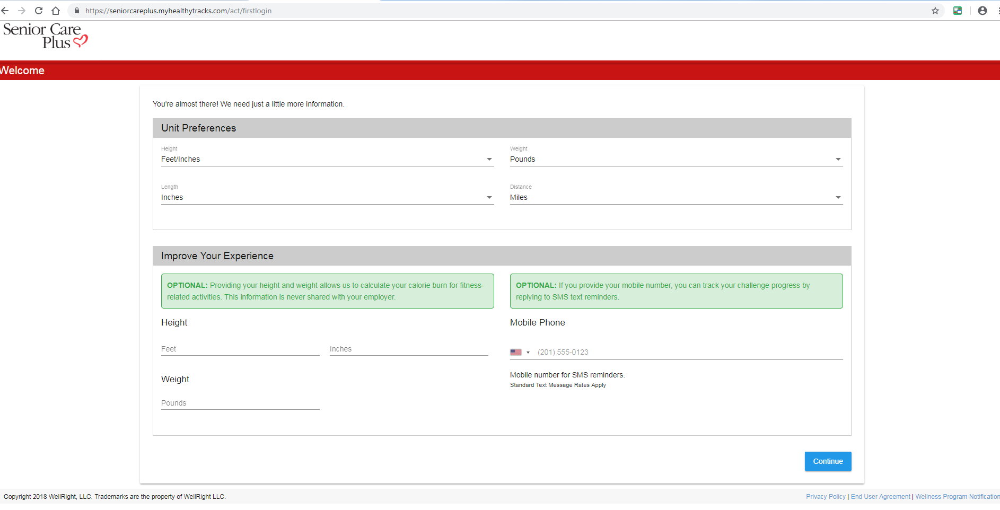 https://seniorcareplus.myhealthytracks.com/act/firstlogin
Senior Care
Plus
Welcome
You're almost there! We need just a little more information.
Unit Preferences
Height
Feet/Inches
Weight
Pounds
Length
Inches
Distance
Miles
Improve Your Experience
OPTIONAL: Providing your height and weight allows us to calculate your calorie burn for fitness-
related activities. This information is never shared with your employer.
OPTIONAL: If you provide your mobile number, you can track your challenge progress by
replying to SMS text reminders.
Height
Feet
Inches
Weight
Pounds
Mobile Phone
(201) 555-0123
Mobile number for SMS reminders.
Standard Text Message Rates Apply
Continue
Copyright 2018 WellRight, LLC. Trademarks are the property of WellRight LLC.
Privacy Policy | End User Agreement | Wellness Program Notification